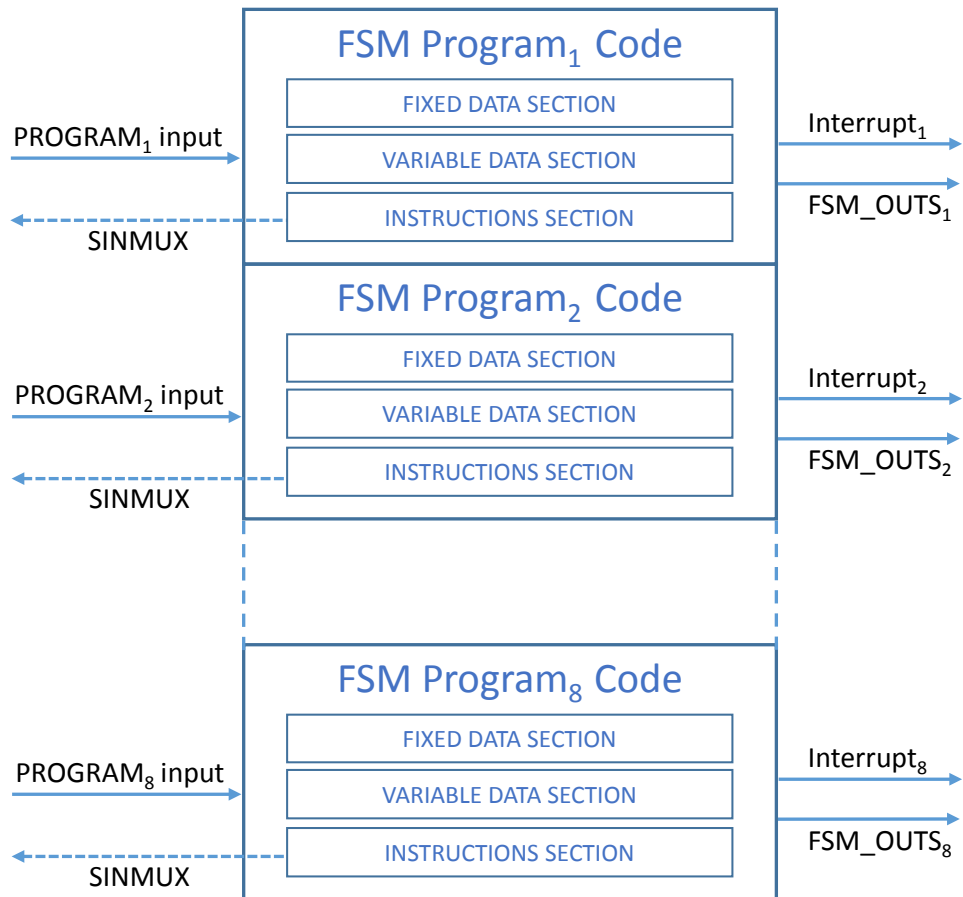 FSM Program₁ Code
FIXED DATA SECTION
PROGRAM₁ input
VARIABLE DATA SECTION
Interrupt₁
INSTRUCTIONS SECTION
FSM_OUTS₁
SINMUX
FSM Program₂ Code
FIXED DATA SECTION
PROGRAM₂ input
VARIABLE DATA SECTION
Interrupt₂
INSTRUCTIONS SECTION
FSM_OUTS₂
SINMUX
FSM Program₈ Code
FIXED DATA SECTION
PROGRAM₈ input
VARIABLE DATA SECTION
Interrupt₈
INSTRUCTIONS SECTION
FSM_OUTS₈
SINMUX